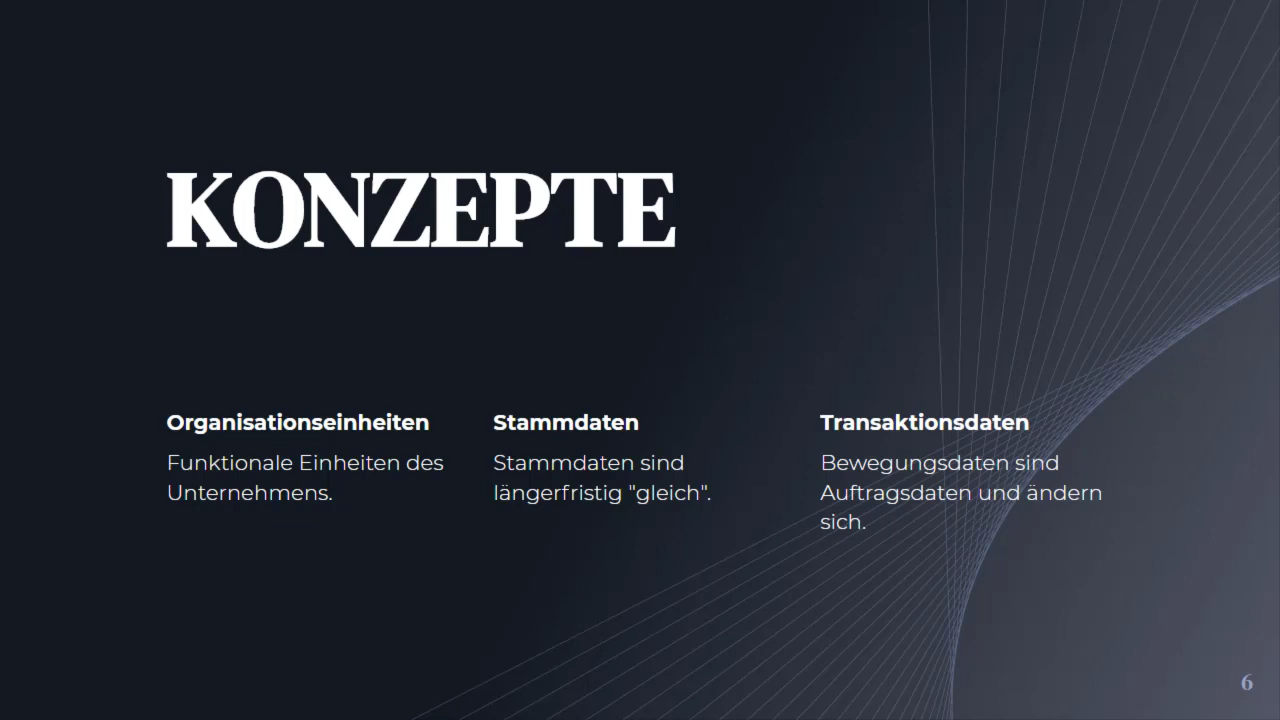 KONZEPTE
Organisationseinheiten
Funktionale Einheiten des
Unternehmens.
Stammdaten
Stammdaten sind
längerfristig "gleich".
Transaktionsdaten
Bewegungsdaten sind
Auftragsdaten und ändern
sich.
6